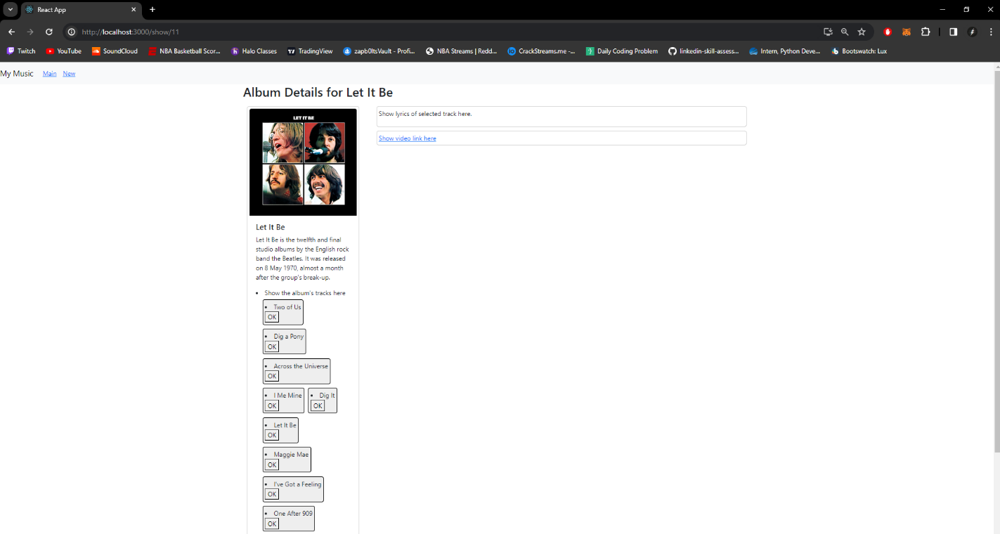 React App
http://localhost:3000/show/11
Twitch
YouTube
SoundCloud
NBA Basketball Scor...
Halo Classes
TradingView
zapb0ltsVault - Profi...
NBA Streams | Redd...
CrackStreams.me -...
Daily Coding Problem
linkedin-skill-assess...
Intern, Python Deve...
Bootswatch: Lux
My Music Main New
Album Details for Let It Be
LET IT BE
Let It Be
Let It Be is the twelfth and final
studio albums by the English rock
band the Beatles. It was released
on 8 May 1970, almost a month
after the group's break-up.
Show the album's tracks here
Two of Us
OK
Dig a Pony
OK
Across the Universe
OK
I Me Mine
OK
Dig It
OK
Let It Be
OK
Maggie Mae
OK
I've Got a Feeling
OK
One After 909
OK
Show lyrics of selected track here.
Show video link here